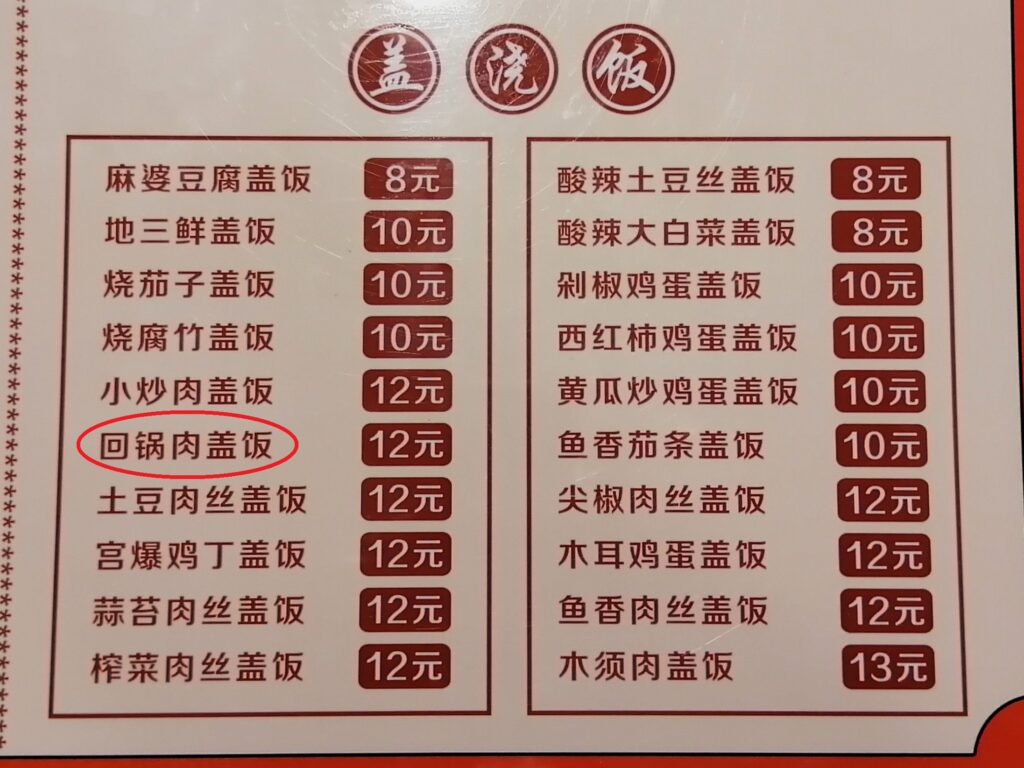 盖浇饭
麻婆豆腐盖饭 8元
地三鲜盖饭 10元
烧茄子盖饭 10元
烧腐竹盖饭 10元
小炒肉盖饭 12元
回锅肉盖饭 12元
土豆肉丝盖饭 12元
宫爆鸡丁盖饭 12元
蒜苔肉丝盖饭 12元
榨菜肉丝盖饭 12元
酸辣土豆丝盖饭 8元
酸辣大白菜盖饭 8元
剁椒鸡蛋盖饭 10元
西红柿鸡蛋盖饭 10元
黄瓜炒鸡蛋盖饭 10元
鱼香茄条盖饭 10元
尖椒肉丝盖饭 12元
木耳鸡蛋盖饭 12元
鱼香肉丝盖饭 12元
木须肉盖饭 13元